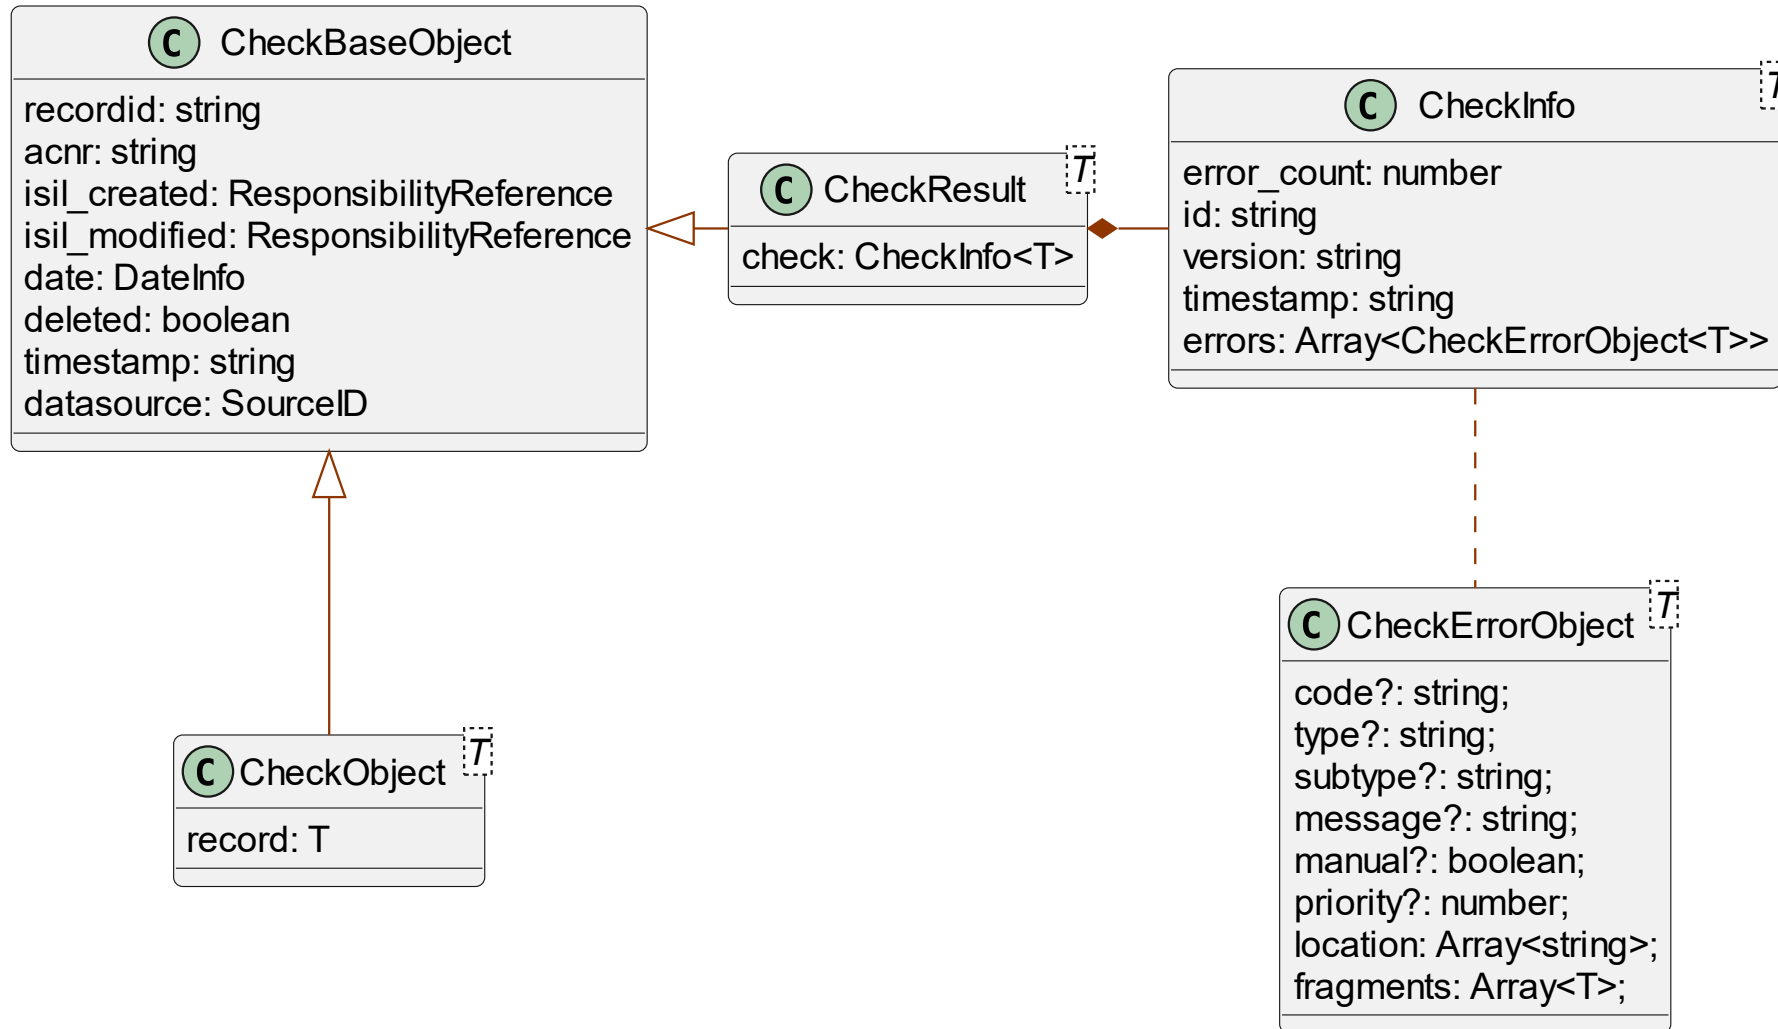 C CheckBaseObject
recordid: string
acnr: string
isil_created: ResponsibilityReference
isil_modified: ResponsibilityReference
date: DateInfo
deleted: boolean
timestamp: string
datasource: SourceID
C CheckResult T
check: CheckInfo<T>
C CheckInfo T
error_count: number
id: string
version: string
timestamp: string
errors: Array<CheckErrorObject<T>>
C CheckObject T
record: T
C CheckErrorObject T
code?: string;
type?: string;
subtype?: string;
message?: string;
manual?: boolean;
priority?: number;
location: Array<string>;
fragments: Array<T>;